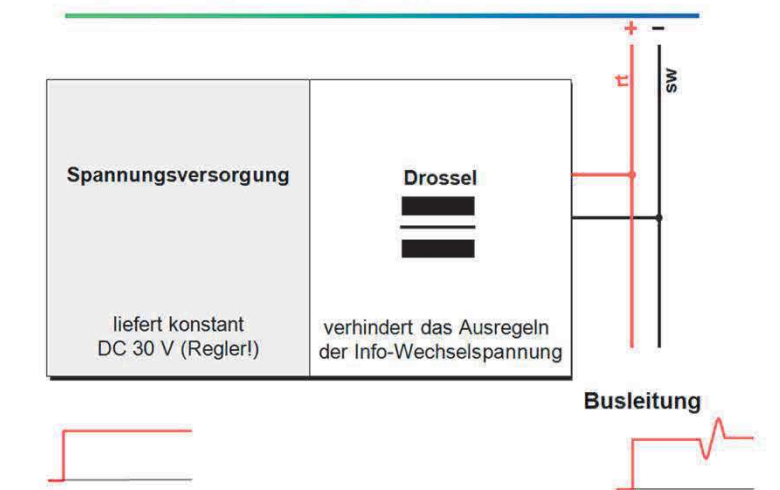 + −
rt
sw
Spannungsversorgung
Drossel
liefert konstant
DC 30 V (Regler!)
verhindert das Ausregeln
der Info-Wechselspannung
Busleitung